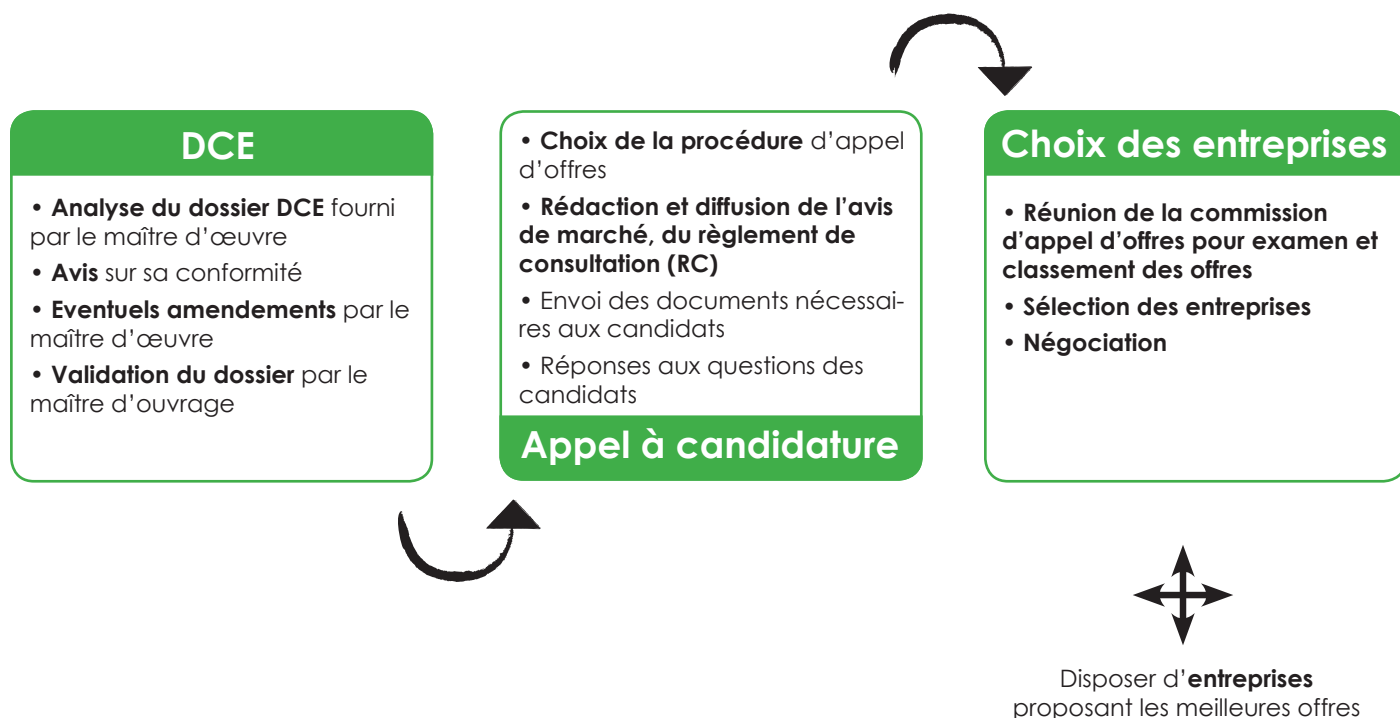 DCE
• Analyse du dossier DCE fourni
par le maître d’œuvre
• Avis sur sa conformité
• Eventuels amendements par le
maître d’œuvre
• Validation du dossier par le
maître d’ouvrage
• Choix de la procédure d’appel
d’offres
• Rédaction et diffusion de l’avis
de marché, du règlement de
consultation (RC)
• Envoi des documents nécessai-
res aux candidats
• Réponses aux questions des
candidats
Appel à candidature
Choix des entreprises
• Réunion de la commission
d’appel d’offres pour examen et
classement des offres
• Sélection des entreprises
• Négociation
Disposer d’entreprises
proposant les meilleures offres